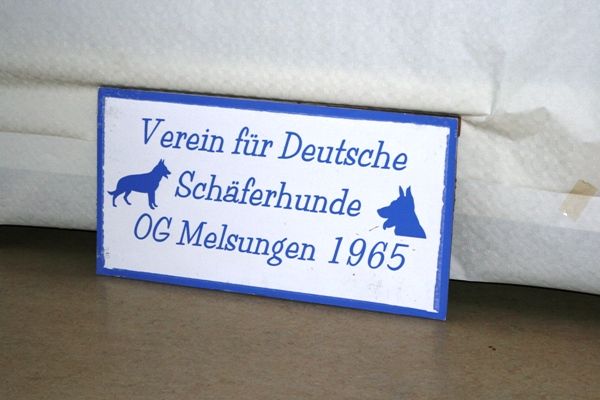 Verein für Deutsche
Schäferhunde
OG Melsungen 1965